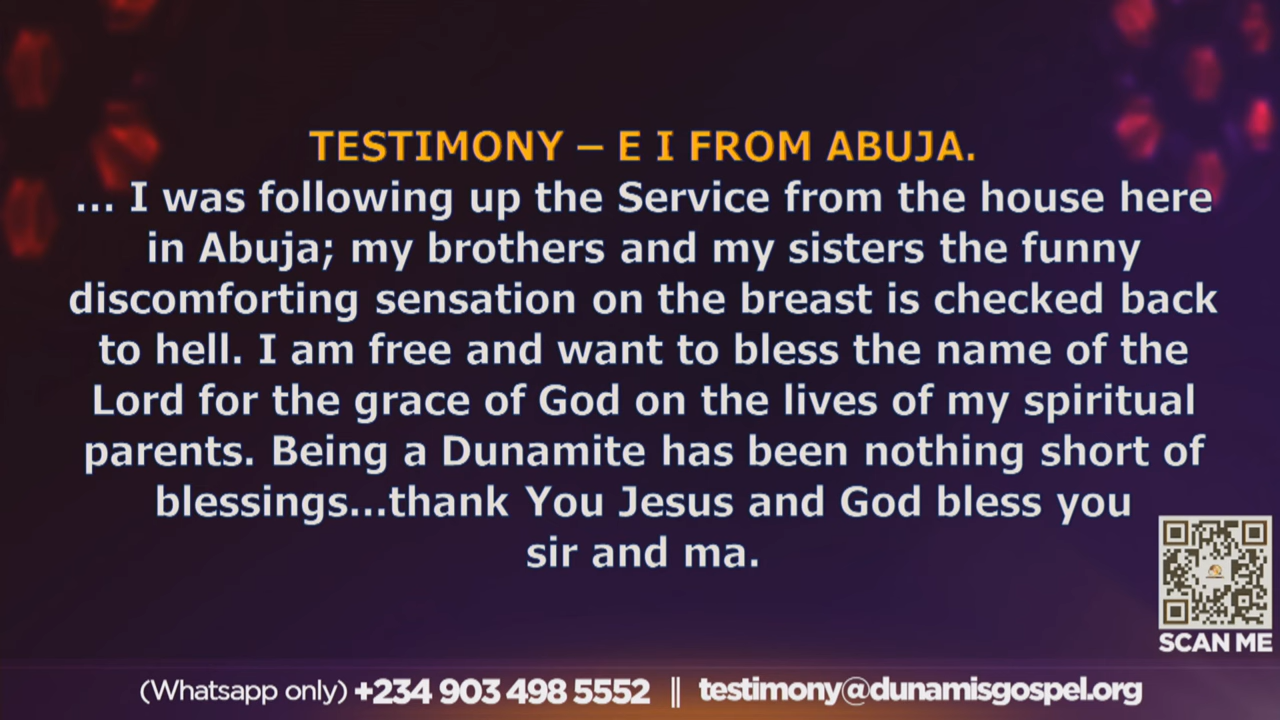 TESTIMONY – E I FROM ABUJA.
... I was following up the Service from the house here
in Abuja; my brothers and my sisters the funny
discomforting sensation on the breast is checked back
to hell. I am free and want to bless the name of the
Lord for the grace of God on the lives of my spiritual
parents. Being a Dunamite has been nothing short of
blessings...thank You Jesus and God bless you
sir and ma.
SCAN ME
(Whatsapp only) +234 903 498 5552 || testimony@dunamisgospel.org